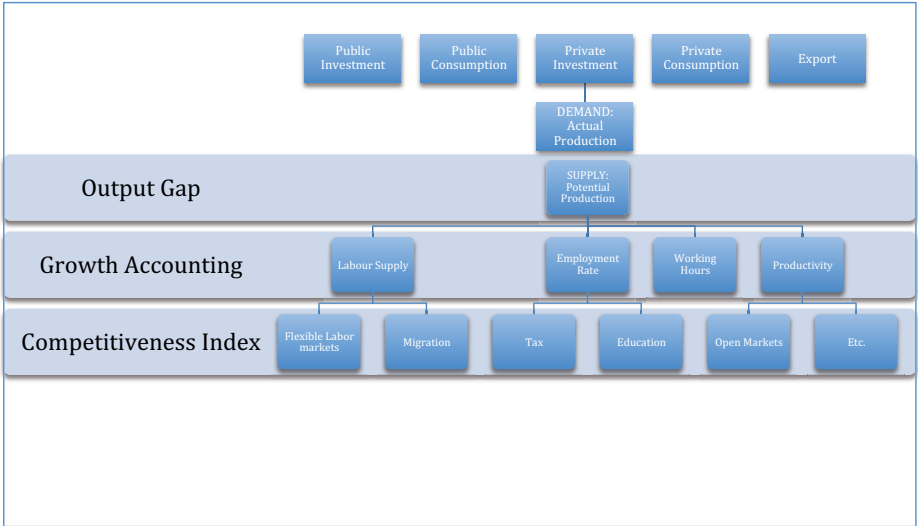 Public
Investment
Public
Consumption
Private
Investment
Private
Consumption
Export
DEMAND:
Actual
Production
Output Gap
SUPPLY:
Potential
Production
Growth Accounting
Labour Supply
Employment
Rate
Working
Hours
Productivity
Competitiveness Index
Flexible Labor
markets
Migration
Tax
Education
Open Markets
Etc.